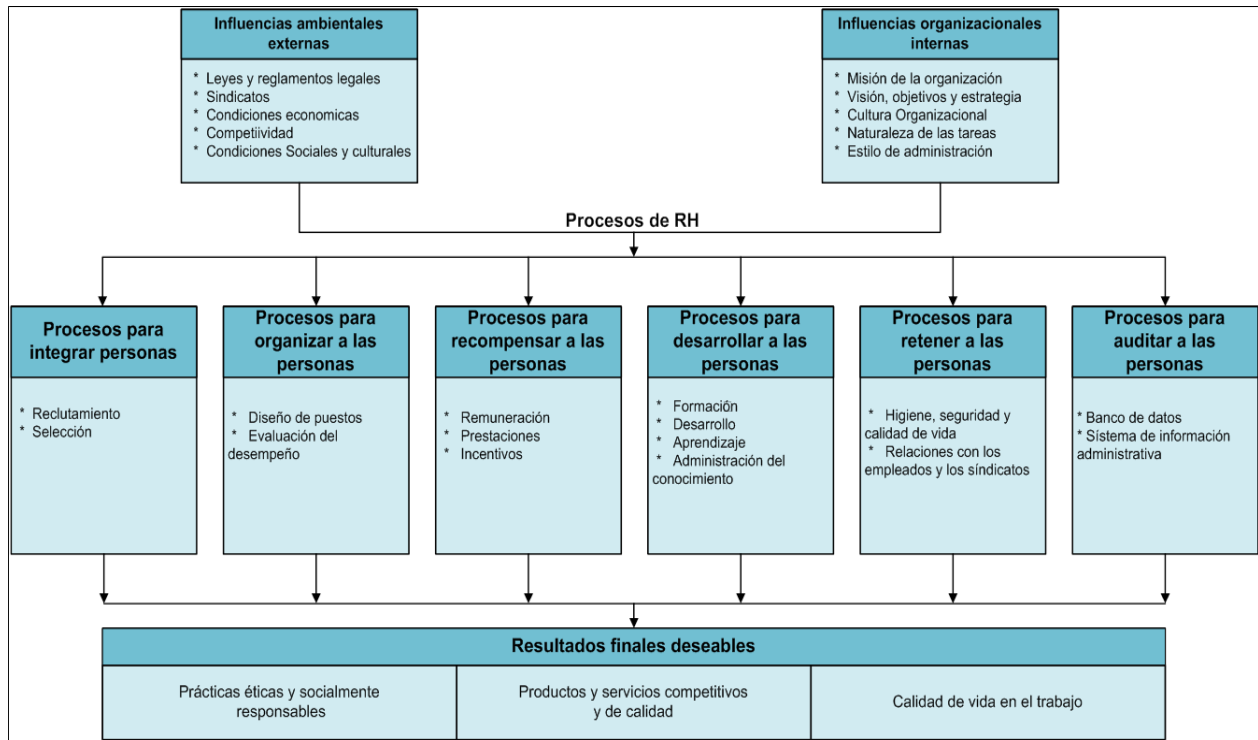 Influencias ambientales
externas
* Leyes y reglamentos legales
* Sindicatos
* Condiciones economicas
* Competiividad
* Condiciones Sociales y culturales
Influencias organizacionales
internas
* Misión de la organización
* Visión, objetivos y estrategia
* Cultura Organizacional
* Naturaleza de las tareas
* Estilo de administración
Procesos de RH
Procesos para
integrar personas
* Reclutamiento
* Selección
Procesos para
organizar a las
personas
* Diseño de puestos
* Evaluación del
desempeño
Procesos para
recompensar a las
personas
* Remuneración
* Prestaciones
* Incentivos
Procesos para
desarrollar a las
personas
* Formación
* Desarrollo
* Aprendizaje
* Administración del
conocimiento
Procesos para
retener a las
personas
* Higiene, seguridad y
calidad de vida
* Relaciones con los
empleados y los síndicatos
Procesos para
auditar a las
personas
* Banco de datos
* Sístema de información
administrativa
Resultados finales deseables
Prácticas éticas y socialmente
responsables
Productos y servicios competitivos
y de calidad
Calidad de vida en el trabajo